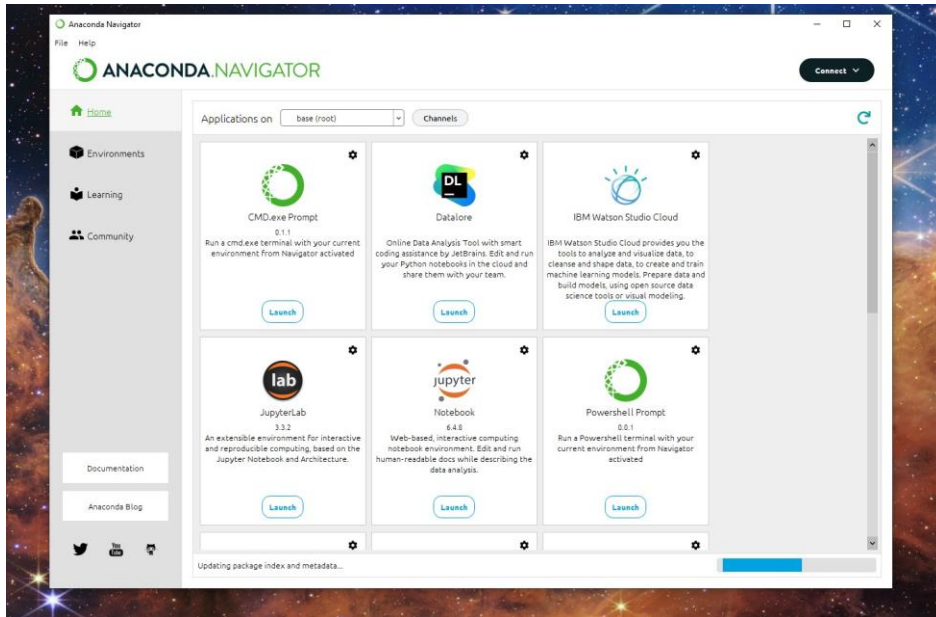 Anaconda Navigator
File Help
ANACONDA.NAVIGATOR
Connect
Home
Environments
Learning
Community
Documentation
Anaconda Blog
You
Tube
Applications on base (root) Channels
CMD.exe Prompt
0.1.1
Run a cmd.exe terminal with your current
environment from Navigator activated
Launch
DL
Datalore
Online Data Analysis Tool with smart
coding assistance by JetBrains. Edit and run
your Python notebooks in the cloud and
share them with your team.
Launch
IBM Watson Studio Cloud
IBM Watson Studio Cloud provides you the
tools to analyze and visualize data, to
cleanse and shape data, to create and train
machine learning models. Prepare data and
build models, using open source data
science tools or visual modeling.
Launch
lab
JupyterLab
3.3.2
An extensible environment for interactive
and reproducible computing, based on the
Jupyter Notebook and Architecture.
Launch
jupyter
Notebook
6.4.8
Web-based, interactive computing
notebook environment. Edit and run
human-readable docs while describing the
data analysis.
Launch
Powershell Prompt
0.0.1
Run a Powershell terminal with your
current environment from Navigator
activated
Launch
Updating package index and metadata...